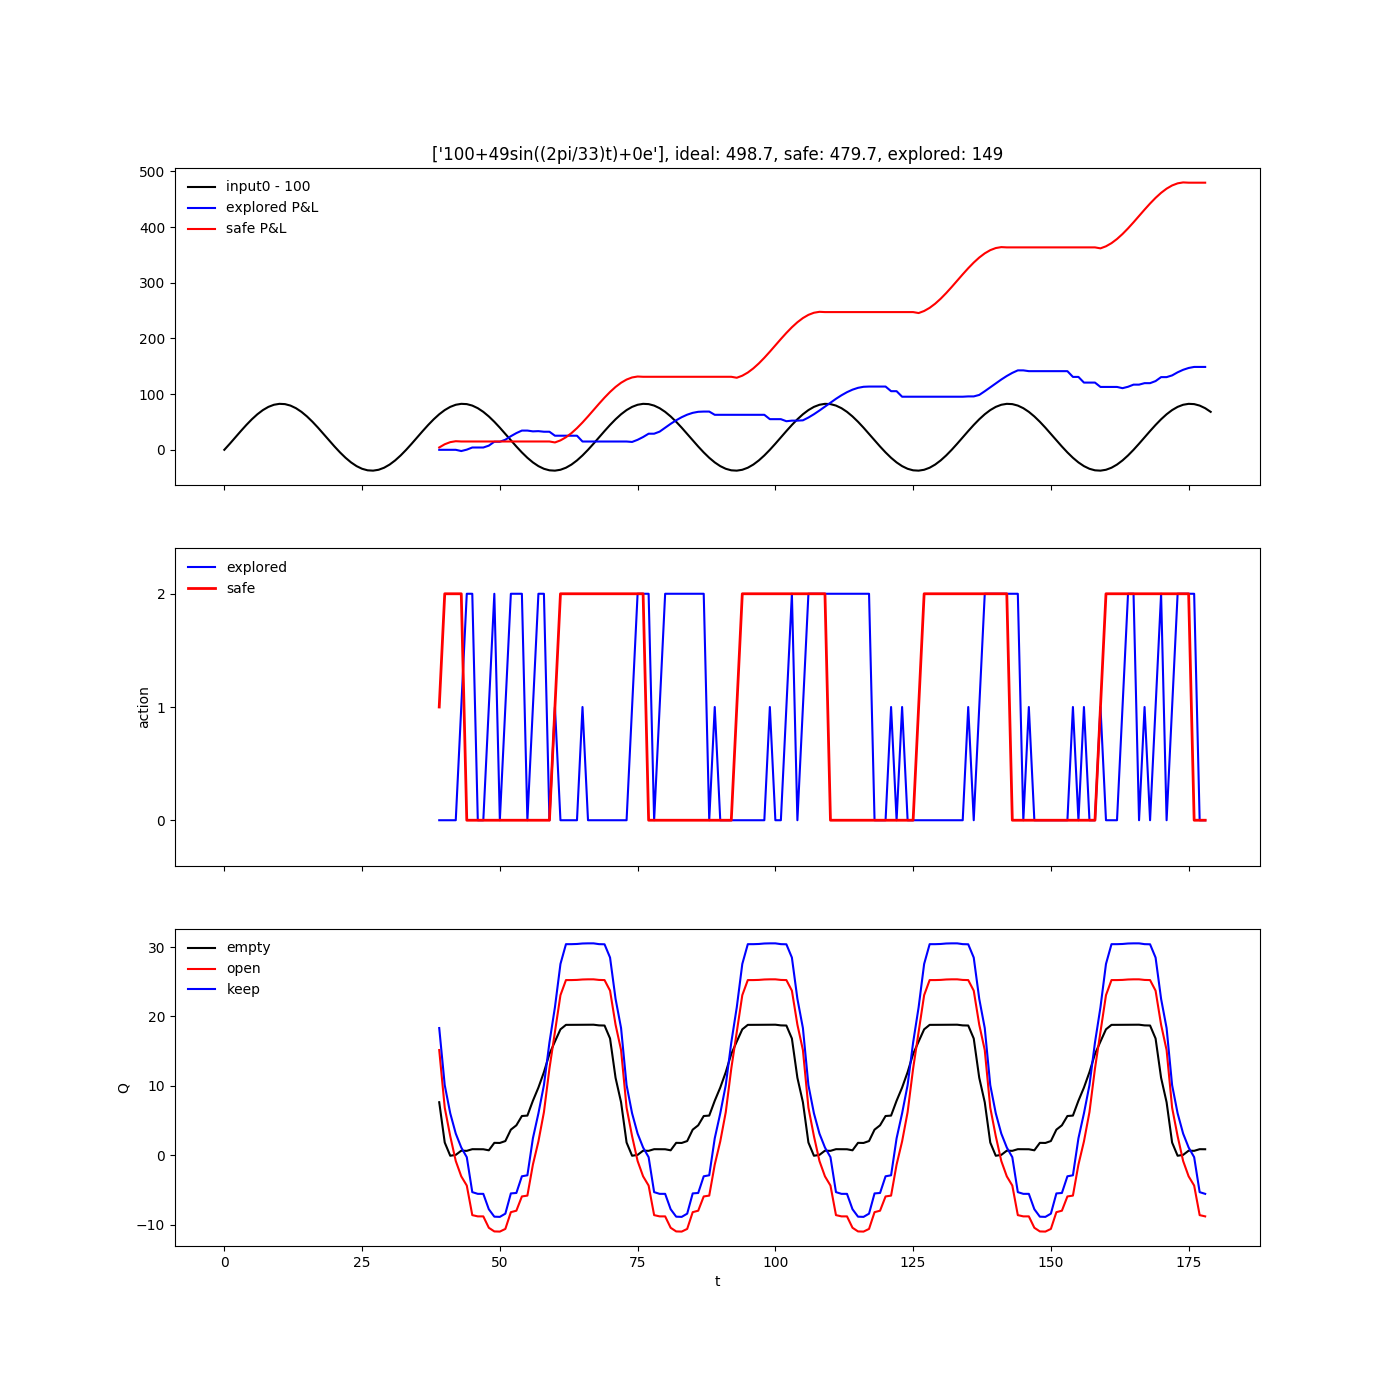 ['100+49sin((2pi/33)t)+0e'], ideal: 498.7, safe: 479.7, explored: 149
500
400
300
200
100
0
input0 - 100
explored P&L
safe P&L
action
2
1
0
explored
safe
Q
30
20
10
0
−10
empty
open
keep
0 25 50 75 100 125 150 175
t